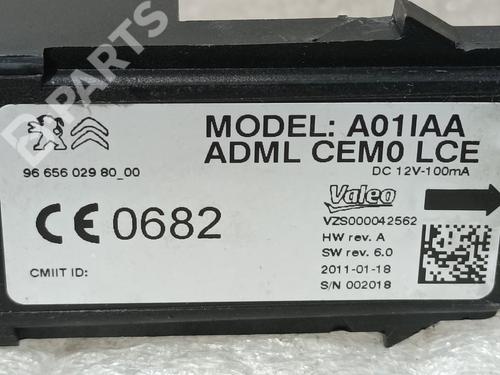 B-PARTS
MODEL: A01IAA
ADML CEM0 LCE
DC 12V-100mA
96 656 029 80_00
CE 0682
Valeo
VZS000042562
HW rev. A
SW rev. 6.0
2011-01-18
S/N 002018
CMIIT ID: